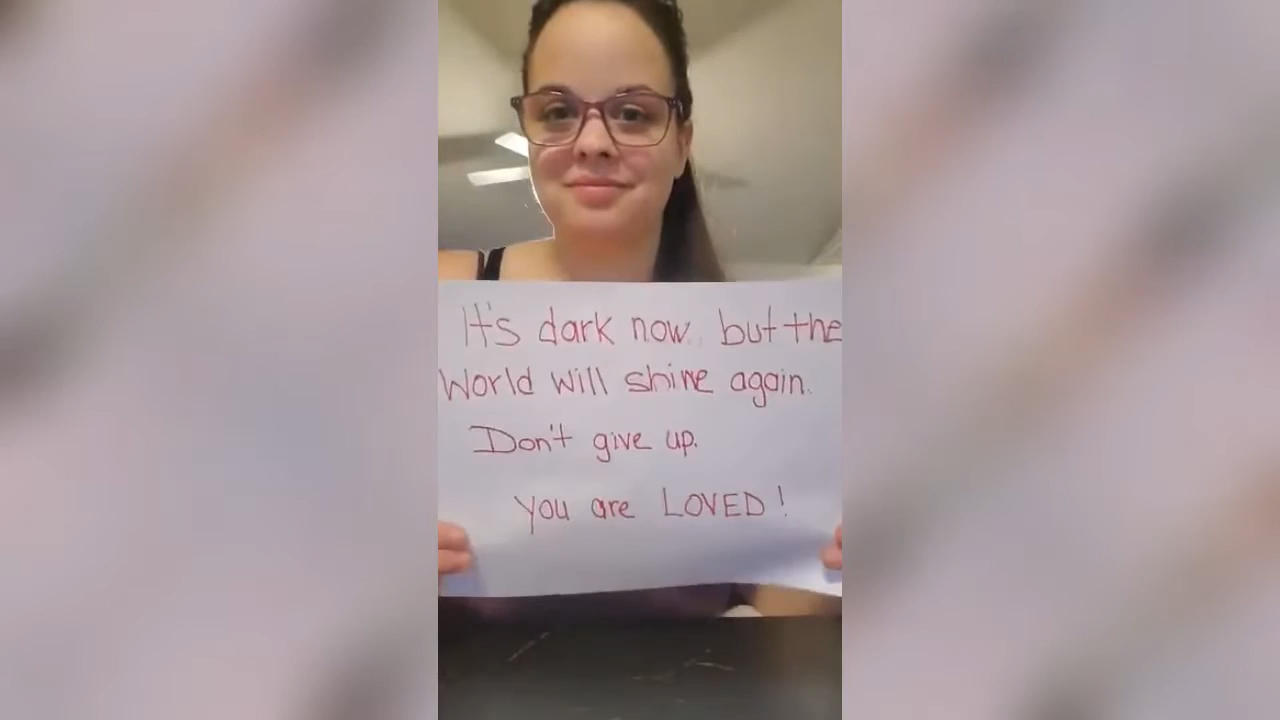 It's dark now, but the
World will shine again.
Don't give up.
You are LOVED!